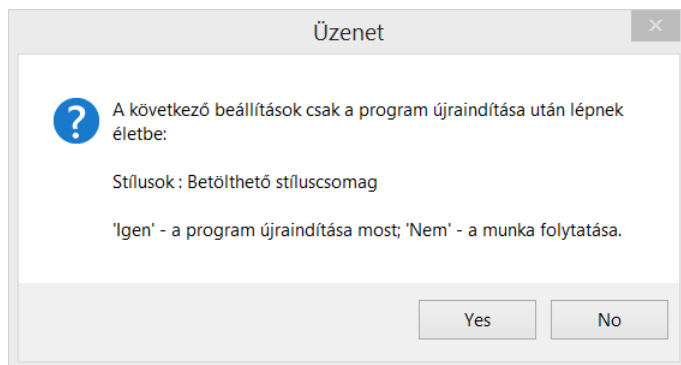 Üzenet
A következő beállítások csak a program újraindítása után lépnek
életbe:
Stílusok : Betölthető stíluscsomag
'Igen' - a program újraindítása most; 'Nem' - a munka folytatása.
Yes
No